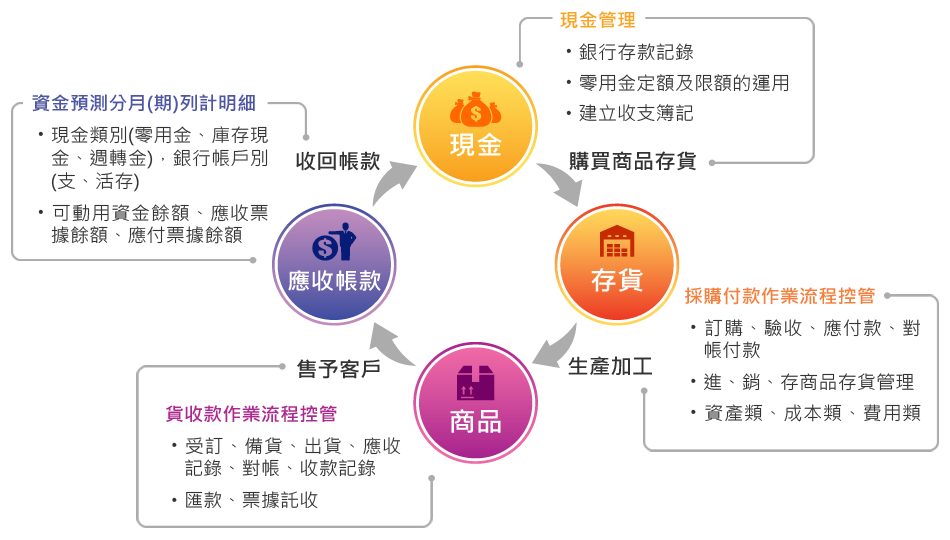 現金管理
•銀行存款記錄
•零用金定額及限額的運用
•建立收支簿記
資金預測分月(期)列計明細
•現金類別(零用金、庫存現
金、週轉金),銀行帳戶別
(支、活存)
•可動用資金餘額、應收票
據餘額、應付票據餘額
收回帳款
現金
購買商品存貨
應收帳款
存貨
採購付款作業流程控管
•訂購、驗收、應付款、對
帳付款
•進、銷、存商品存貨管理
•資產類、成本類、費用類
售予客戶
生產加工
商品
貨收款作業流程控管
•受訂、備貨、出貨、應收
記錄、對帳、收款記錄
•匯款、票據託收